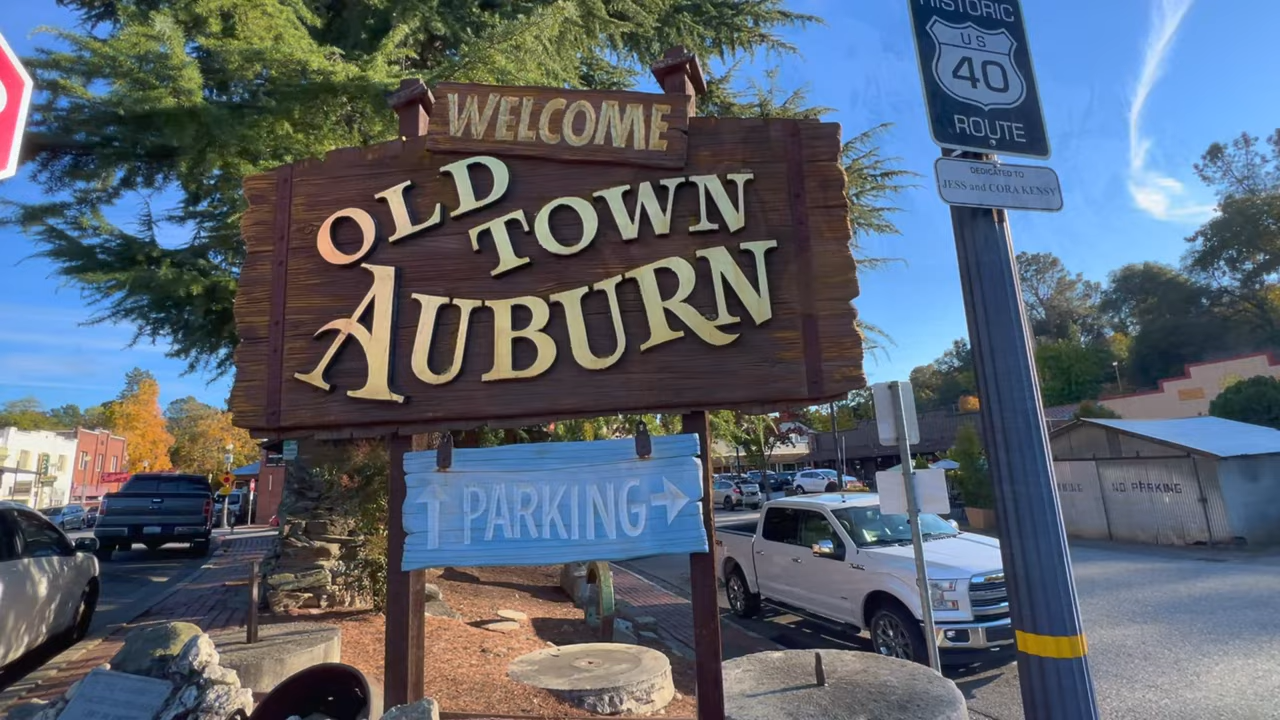 WELCOME
OLD
TOWN
AUBURN
PARKING
HISTORIC
US
40
ROUTE
DEDICATED TO
JESS and CORA KENSY
NO PARKING